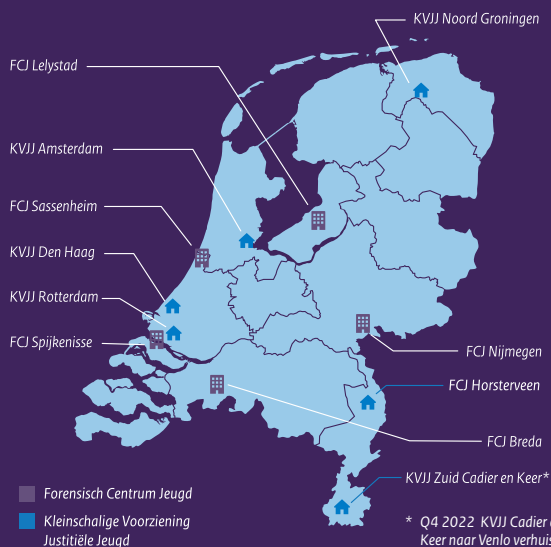 KVJJ Noord Groningen
FCJ Lelystad
KVJJ Amsterdam
FCJ Sassenheim
KVJJ Den Haag
KVJJ Rotterdam
FCJ Spijkenisse
FCJ Nijmegen
FCJ Horsterveen
FCJ Breda
KVJJ Zuid Cadier en Keer*
Forensisch Centrum Jeugd
Kleinschalige Voorziening
Justitiële Jeugd
* Q4 2022 KVJJ Cadier
Keer naar Venlo verhuis